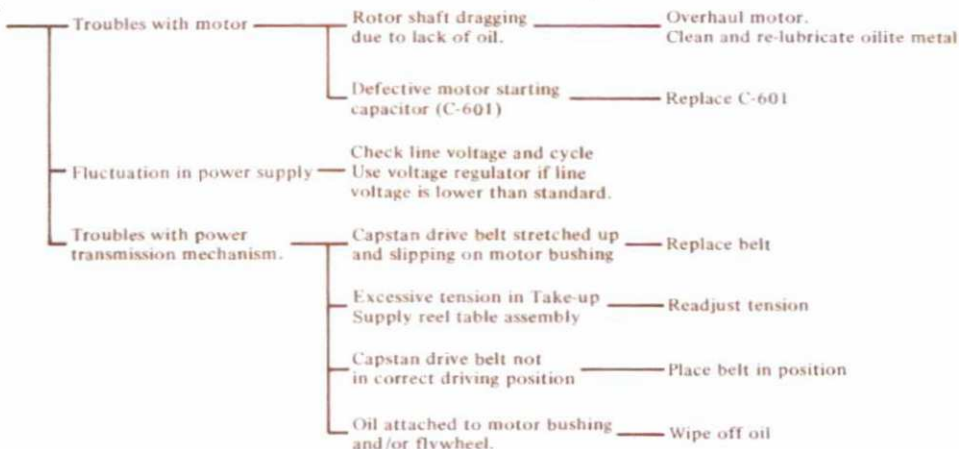 Troubles with motor
Rotor shaft dragging
due to lack of oil.
Overhaul motor.
Clean and re-lubricate oilite metal
Defective motor starting
capacitor (C-601)
Replace C-601
Fluctuation in power supply
Check line voltage and cycle
Use voltage regulator if line
voltage is lower than standard.
Troubles with power
transmission mechanism.
Capstan drive belt stretched up
and slipping on motor bushing
Replace belt
Excessive tension in Take-up
Supply reel table assembly
Readjust tension
Capstan drive belt not
in correct driving position
Place belt in position
Oil attached to motor bushing
and/or flywheel.
Wipe off oil